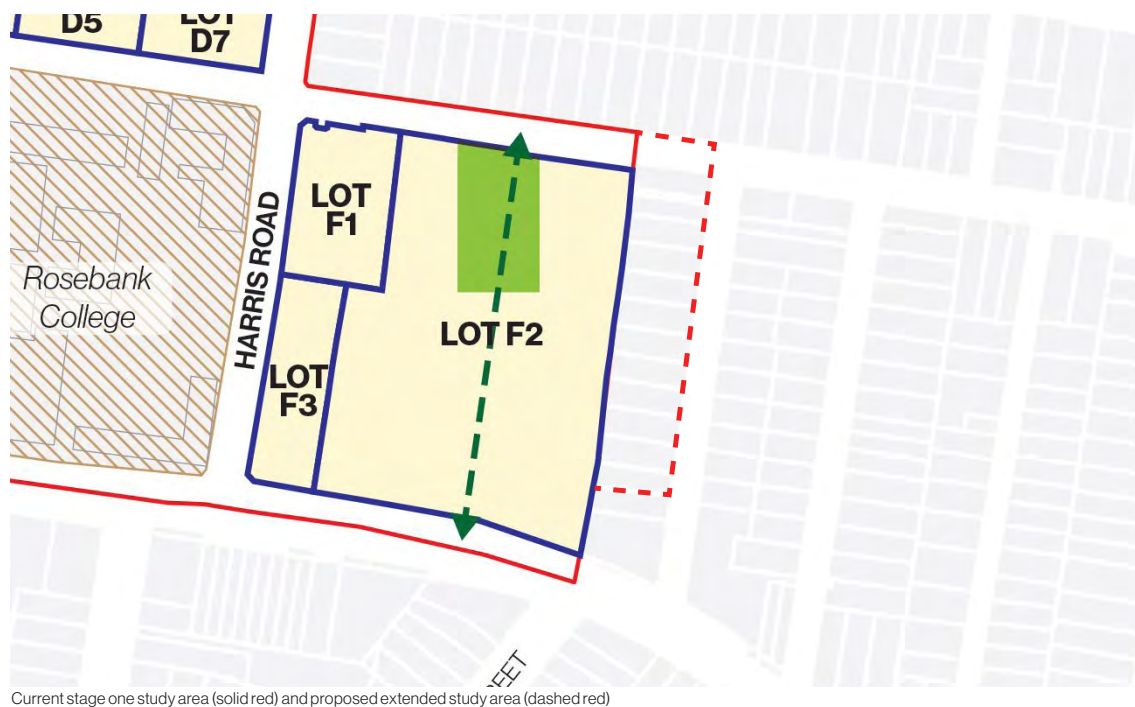 D5
LOT
D7
LOT
F1
HARRIS ROAD
Rosebank
College
LOT F2
LOT
F3
Current stage one study area (solid red) and proposed extended study area (dashed red)